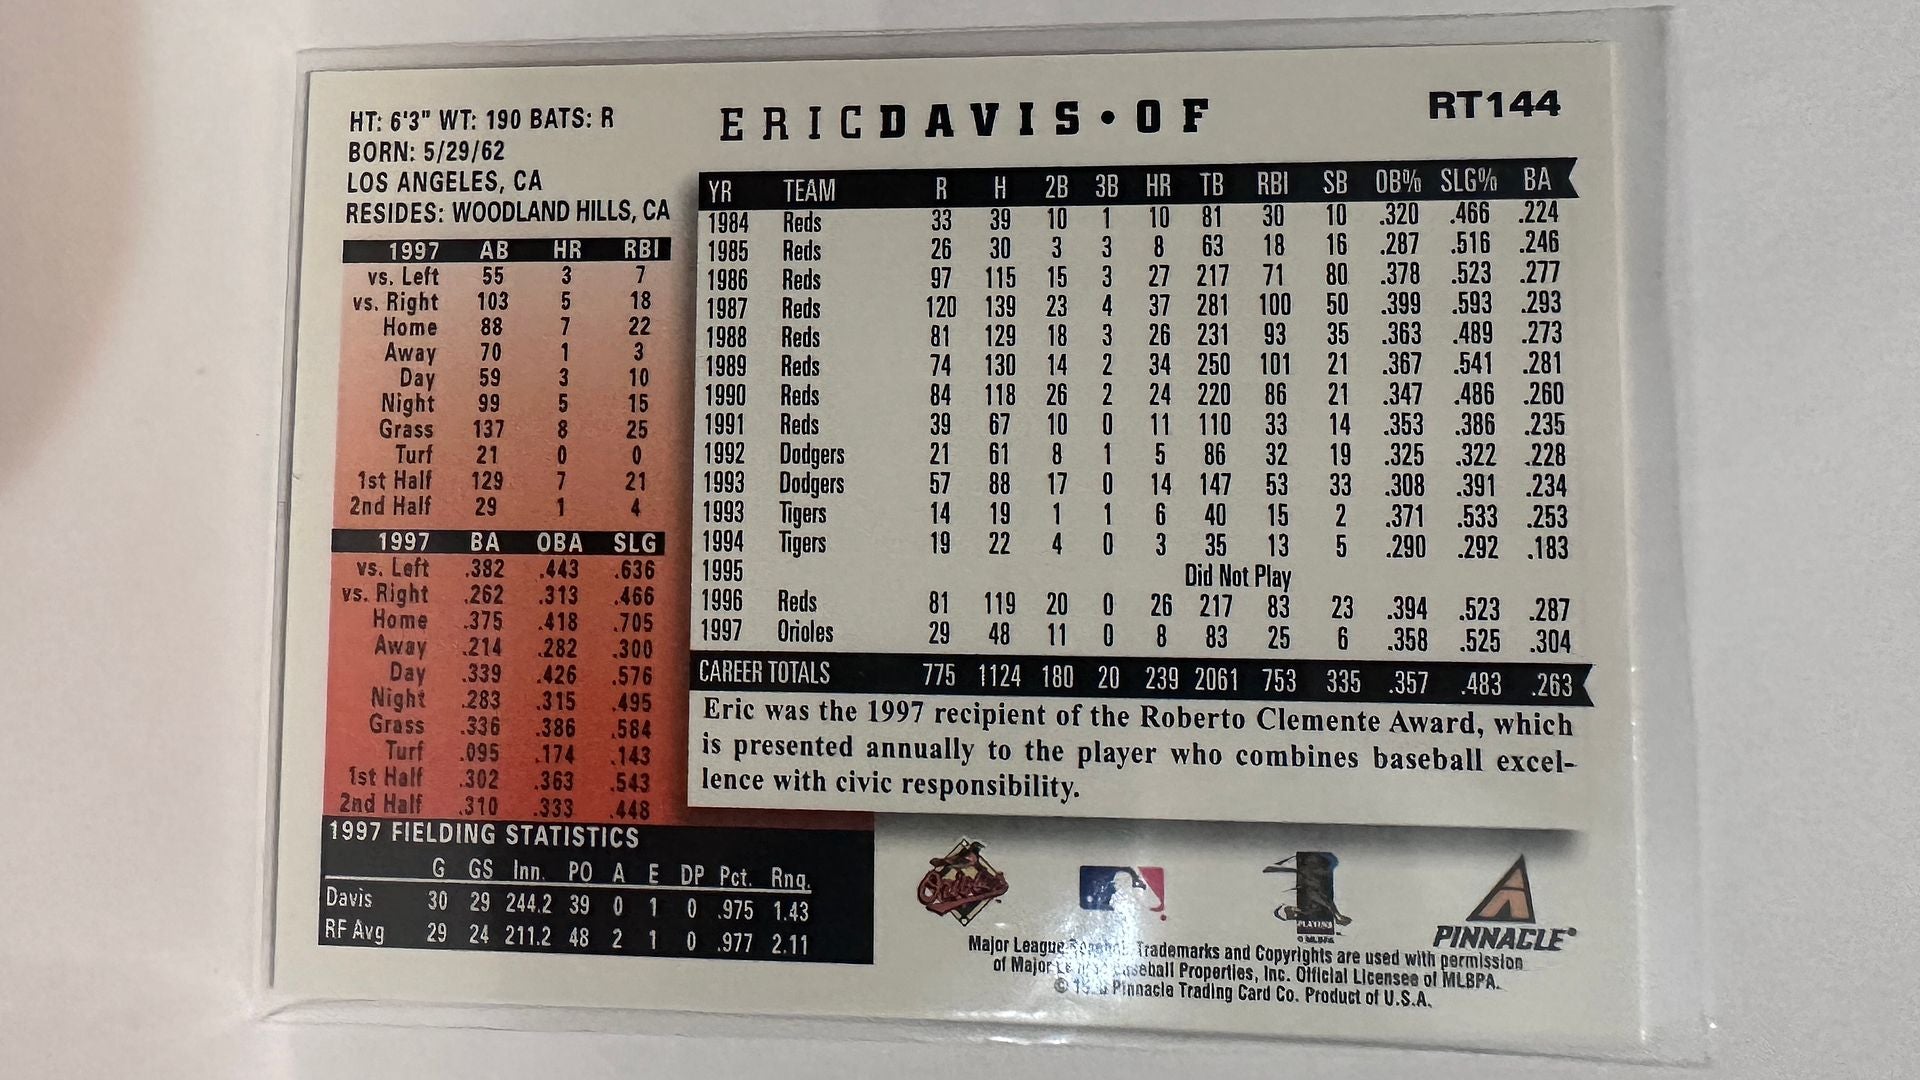 HT: 6'3" WT: 190 BATS: R
BORN: 5/29/62
LOS ANGELES, CA
RESIDES: WOODLAND HILLS, CA
ERICDAVIS•OF
RT144
1997 AB HR RBI
vs. Left 55 3 7
vs. Right 103 5 18
Home 88 7 22
Away 70 1 3
Day 59 3 10
Night 99 5 15
Grass 137 8 25
Turf 21 0 0
1st Half 129 7 21
2nd Half 29 1 4
1997 BA OBA SLG
vs. Left .382 .443 .636
vs. Right .262 .313 .466
Home .375 .418 .705
Away .214 .282 .300
Day .339 .426 .576
Night .283 .315 .495
Grass .336 .386 .584
Turf .095 .174 .143
1st Half .302 .363 .543
2nd Half .310 .333 .448
YR TEAM R H 2B 3B HR TB RBI SB OB% SLG% BA
1984 Reds 33 39 10 1 10 81 30 10 .320 .466 .224
1985 Reds 26 30 3 3 8 63 18 16 .287 .516 .246
1986 Reds 97 115 15 3 27 217 71 80 .378 .523 .277
1987 Reds 120 139 23 4 37 281 100 50 .399 .593 .293
1988 Reds 81 129 18 3 26 231 93 35 .363 .489 .273
1989 Reds 74 130 14 2 34 250 101 21 .367 .541 .281
1990 Reds 84 118 26 2 24 220 86 21 .347 .486 .260
1991 Reds 39 67 10 0 11 110 33 14 .353 .386 .235
1992 Dodgers 21 61 8 1 5 86 32 19 .325 .322 .228
1993 Dodgers 57 88 17 0 14 147 53 33 .308 .391 .234
1993 Tigers 14 19 1 1 6 40 15 2 .371 .533 .253
1994 Tigers 19 22 4 0 3 35 13 5 .290 .292 .183
1995 Did Not Play
1996 Reds 81 119 20 0 26 217 83 23 .394 .523 .287
1997 Orioles 29 48 11 0 8 83 25 6 .358 .525 .304
CAREER TOTALS 775 1124 180 20 239 2061 753 335 .357 .483 .263
Eric was the 1997 recipient of the Roberto Clemente Award, which
is presented annually to the player who combines baseball excel-
lence with civic responsibility.
1997 FIELDING STATISTICS
G GS Inn. PO A E DP Pct. Rng.
Davis 30 29 244.2 39 0 1 0 .975 1.43
RF Avg 29 24 211.2 48 2 1 0 .977 2.11
Orioles
PLAYERS
© MLBPA
PINNACLE®
Major League Trademarks and Copyrights are used with permission
of Major Baseball Properties, Inc. Official Licensee of MLBPA.
© Pinnacle Trading Card Co. Product of U.S.A.